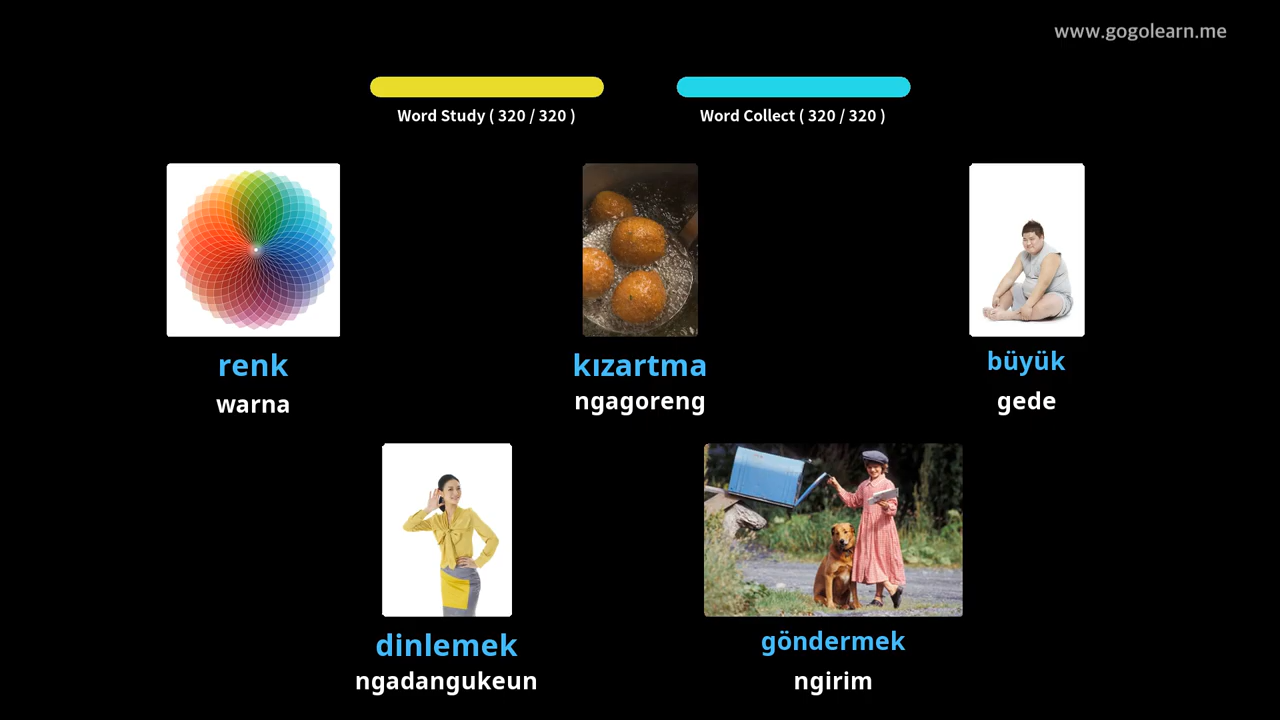 www.gogolearn.me
Word Study ( 320 / 320 )
Word Collect ( 320 / 320 )
renk
warna
kızartma
ngagoreng
büyük
gede
dinlemek
ngadangukeun
göndermek
ngirim